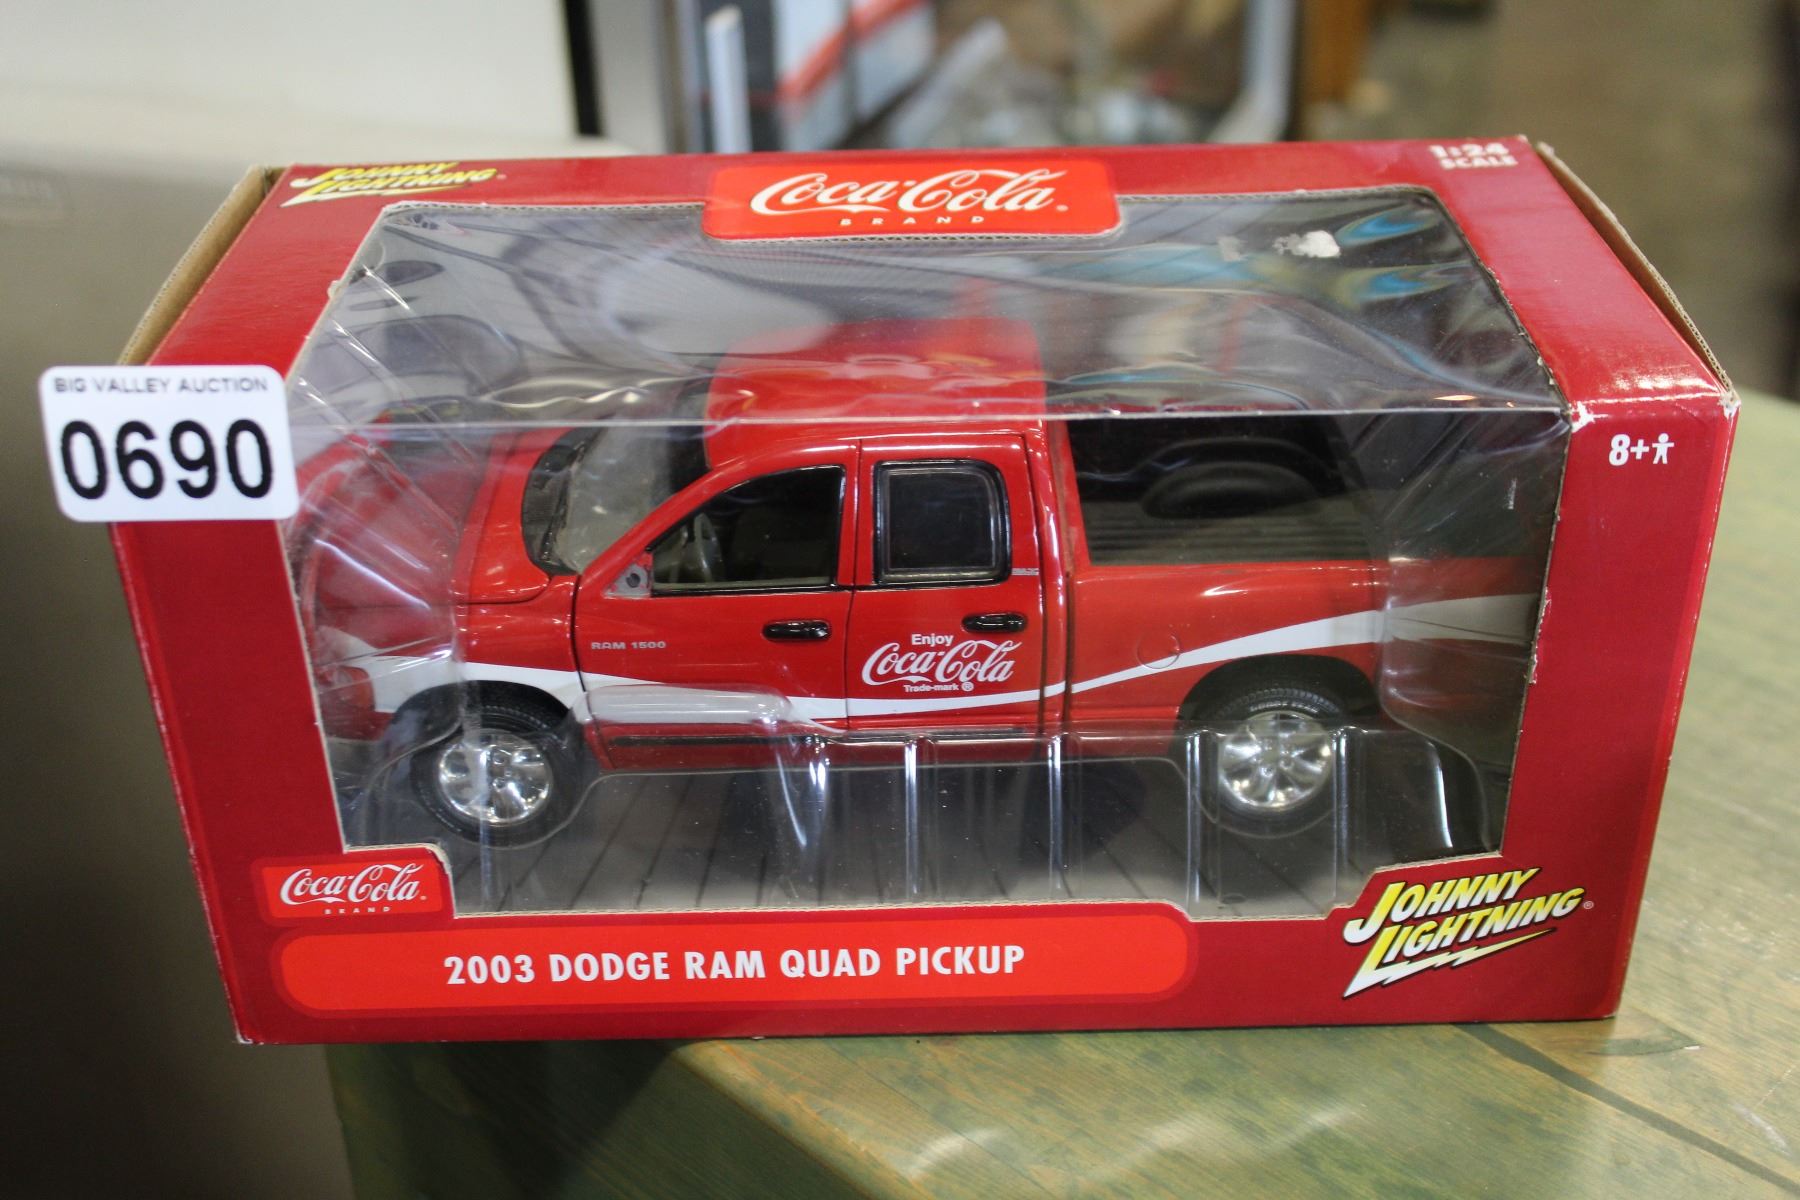 JOHNNY
LIGHTNING
Coca-Cola
BRAND
1:24
SCALE
BIG VALLEY AUCTION
0690
8+
RAM 1500
Enjoy
Coca-Cola
Trade-mark ®
Coca-Cola
BRAND
2003 DODGE RAM QUAD PICKUP
JOHNNY
LIGHTNING